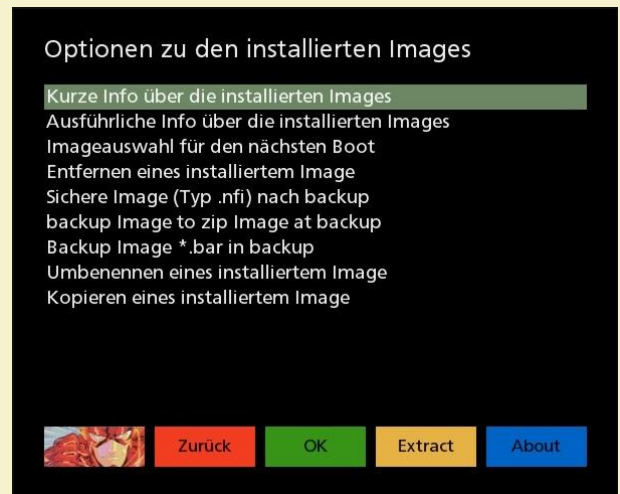 Optionen zu den installierten Images
Kurze Info über die installierten Images
Ausführliche Info über die installierten Images
Imageauswahl für den nächsten Boot
Entfernen eines installiertem Image
Sichere Image (Typ .nfi) nach backup
backup Image to zip Image at backup
Backup Image *.bar in backup
Umbenennen eines installiertem Image
Kopieren eines installiertem Image
Zurück OK Extract About